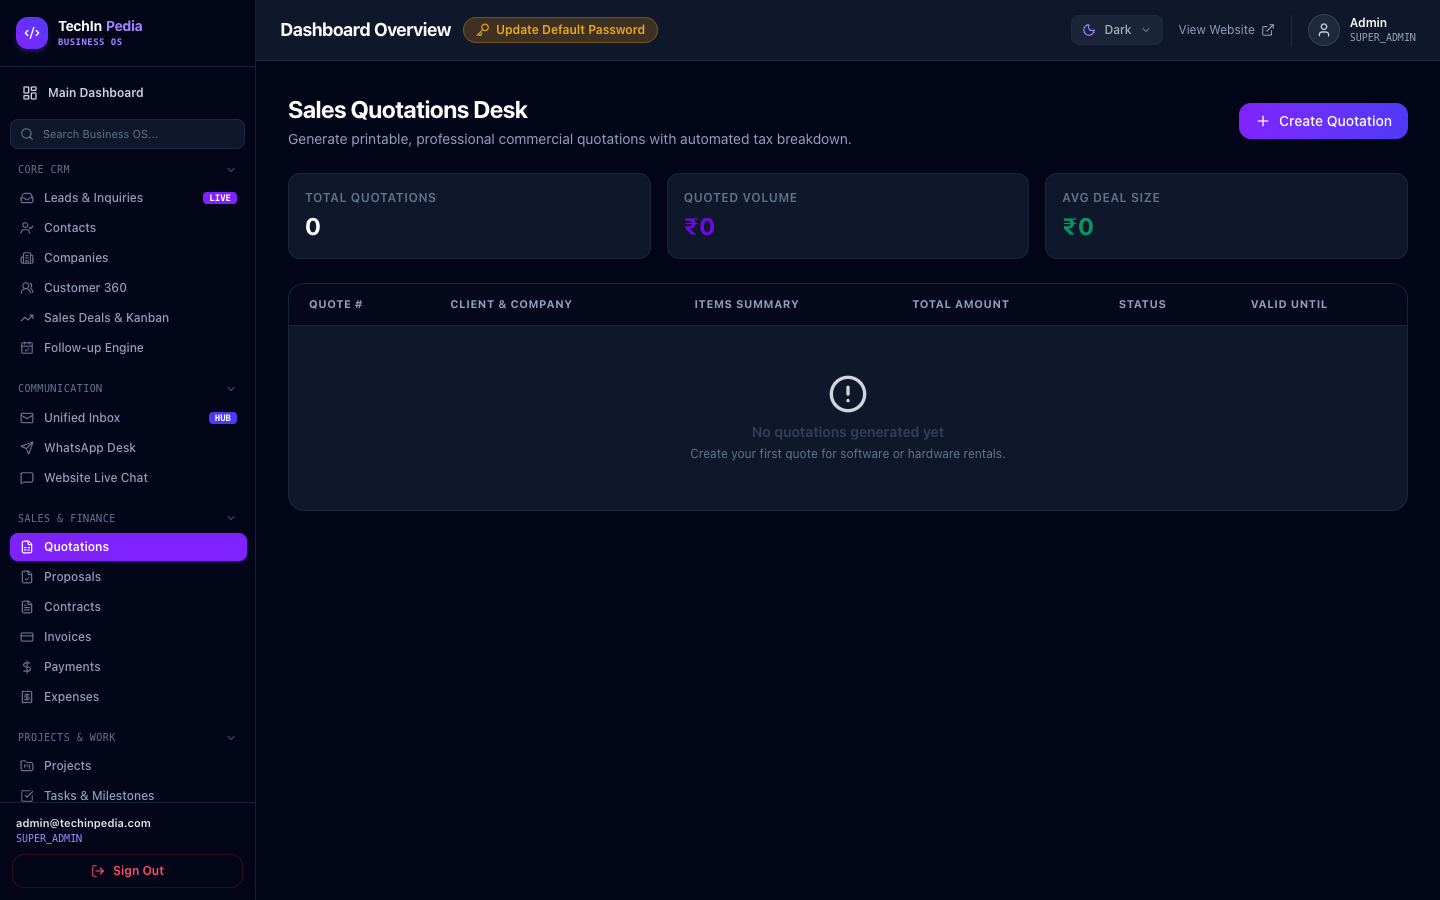 TechIn Pedia
BUSINESS OS
Main Dashboard
Search Business OS...
CORE CRM
Leads & Inquiries LIVE
Contacts
Companies
Customer 360
Sales Deals & Kanban
Follow-up Engine
COMMUNICATION
Unified Inbox HUB
WhatsApp Desk
Website Live Chat
SALES & FINANCE
Quotations
Proposals
Contracts
Invoices
Payments
Expenses
PROJECTS & WORK
Projects
Tasks & Milestones
admin@techinpedia.com
SUPER_ADMIN
Sign Out
Dashboard Overview Update Default Password Dark View Website Admin
SUPER_ADMIN
Sales Quotations Desk
Generate printable, professional commercial quotations with automated tax breakdown.
Create Quotation
TOTAL QUOTATIONS
0
QUOTED VOLUME
₹0
AVG DEAL SIZE
₹0
QUOTE # CLIENT & COMPANY ITEMS SUMMARY TOTAL AMOUNT STATUS VALID UNTIL
No quotations generated yet
Create your first quote for software or hardware rentals.